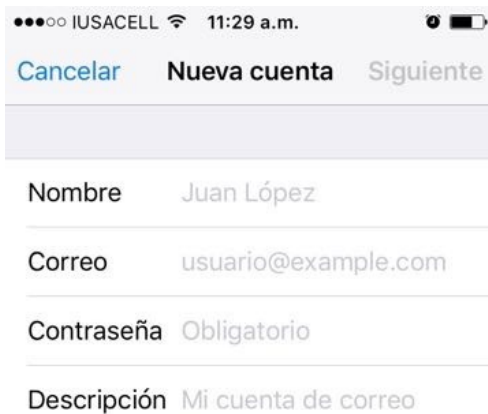 IUSACELL 11:29 a.m.
Cancelar Nueva cuenta Siguiente
Nombre Juan López
Correo usuario@example.com
Contraseña Obligatorio
Descripción Mi cuenta de correo